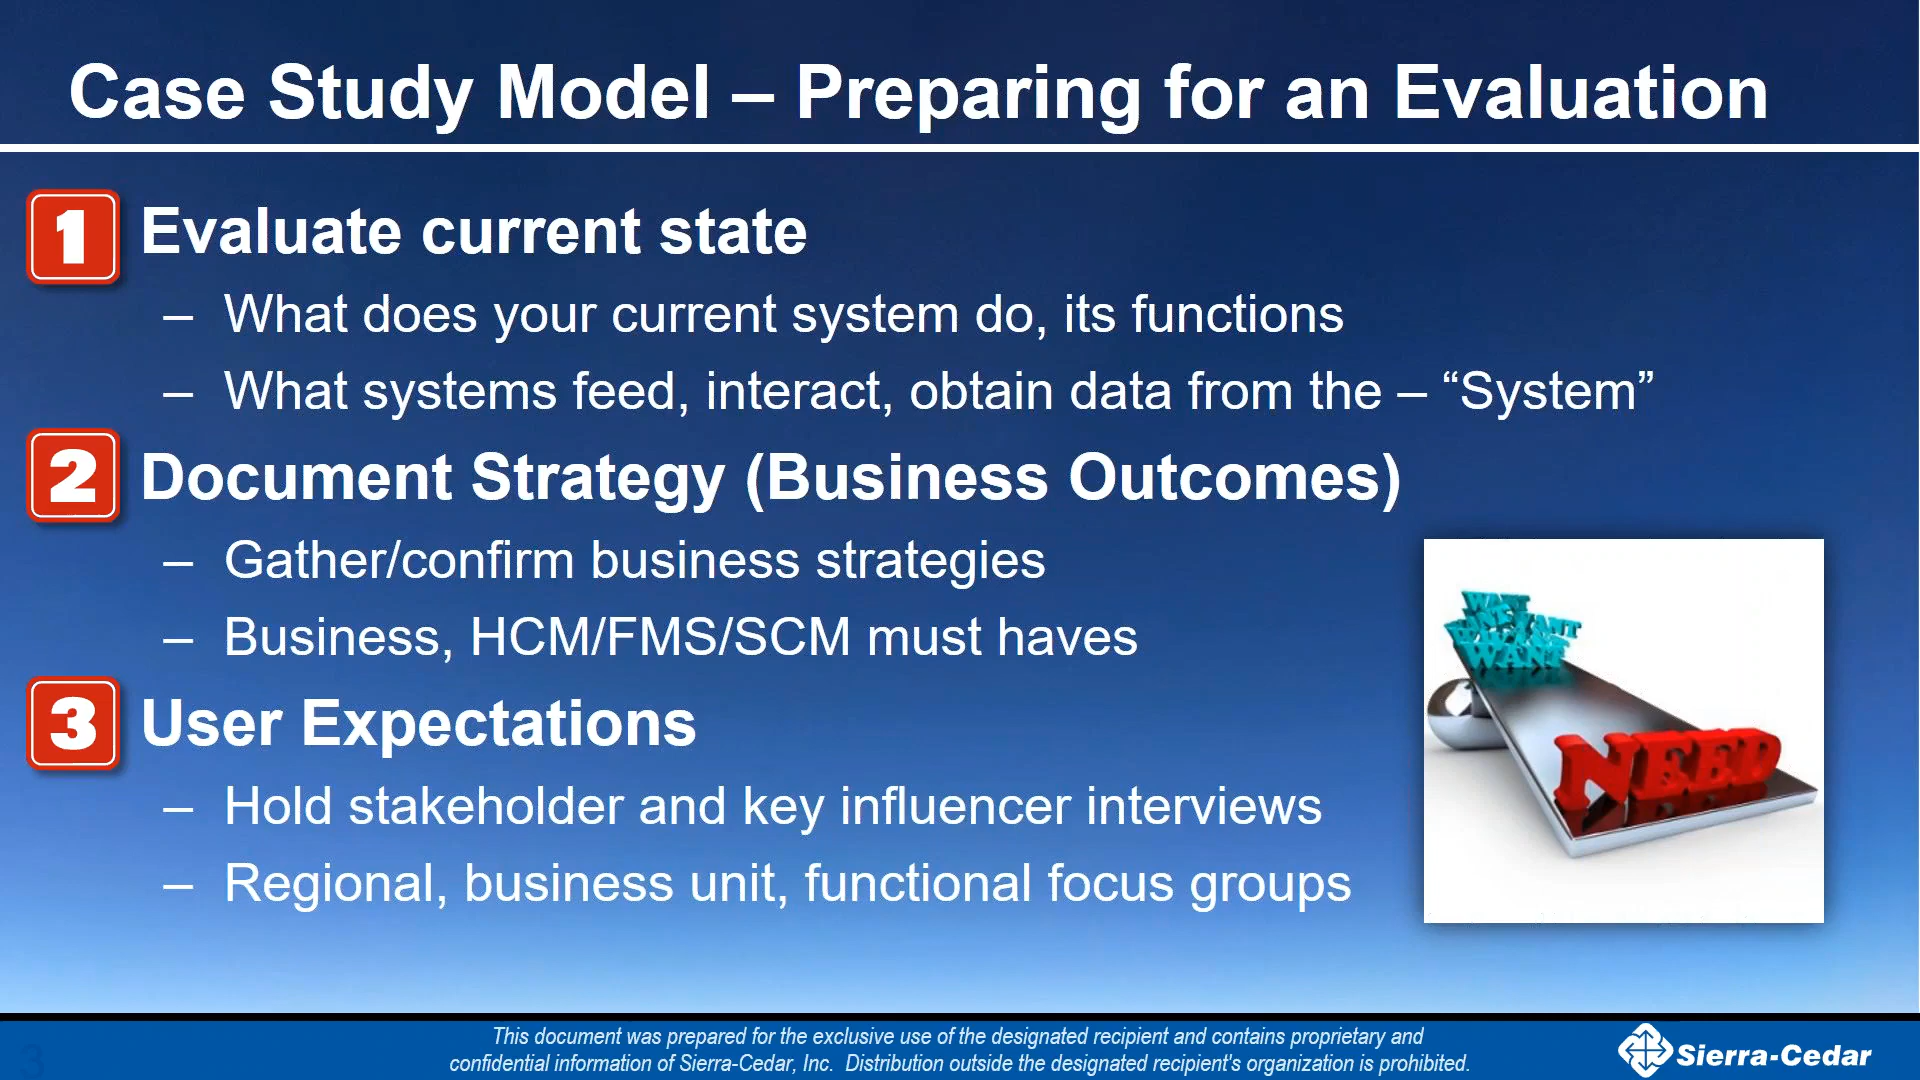 Case Study Model – Preparing for an Evaluation
1 Evaluate current state
– What does your current system do, its functions
– What systems feed, interact, obtain data from the – “System”
2 Document Strategy (Business Outcomes)
– Gather/confirm business strategies
– Business, HCM/FMS/SCM must haves
3 User Expectations
– Hold stakeholder and key influencer interviews
– Regional, business unit, functional focus groups
WANT
WANT
WANT
NEED
This document was prepared for the exclusive use of the designated recipient and contains proprietary and
confidential information of Sierra-Cedar, Inc. Distribution outside the designated recipient's organization is prohibited.
3
Sierra-Cedar